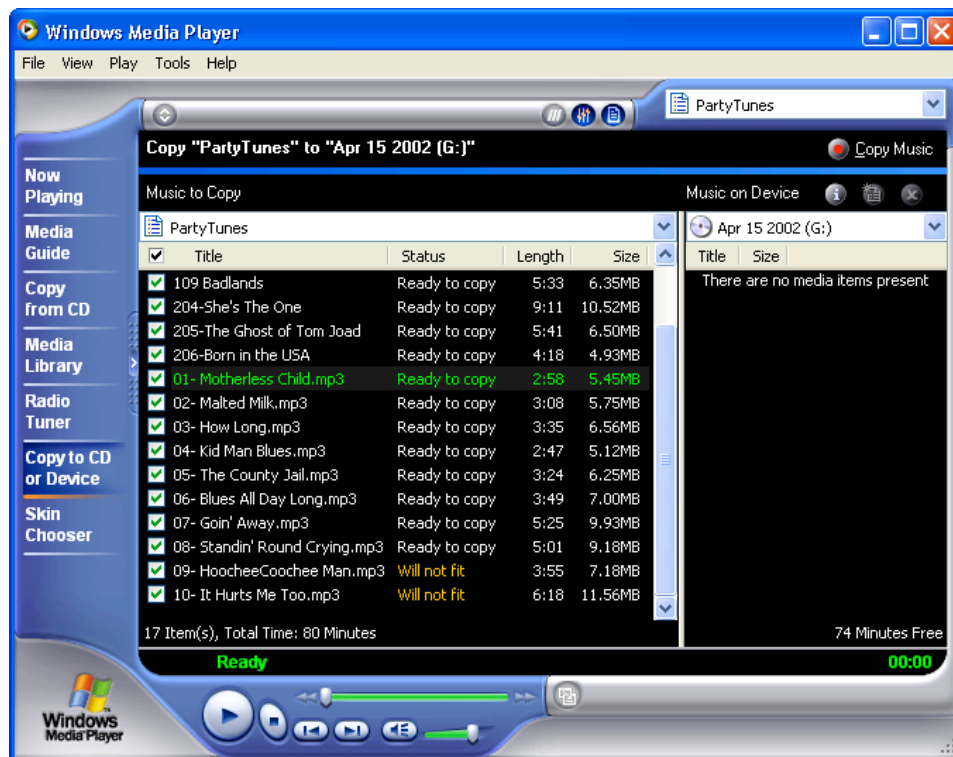 Windows Media Player
File View Play Tools Help
PartyTunes
Copy "PartyTunes" to "Apr 15 2002 (G:)"
Copy Music
Now
Playing
Media
Guide
Copy
from CD
Media
Library
Radio
Tuner
Copy to CD
or Device
Skin
Chooser
Music to Copy
PartyTunes
Title Status Length Size
109 Badlands Ready to copy 5:33 6.35MB
204-She's The One Ready to copy 9:11 10.52MB
205-The Ghost of Tom Joad Ready to copy 5:41 6.50MB
206-Born in the USA Ready to copy 4:18 4.93MB
01- Motherless Child.mp3 Ready to copy 2:58 5.45MB
02- Malted Milk.mp3 Ready to copy 3:08 5.75MB
03- How Long.mp3 Ready to copy 3:35 6.56MB
04- Kid Man Blues.mp3 Ready to copy 2:47 5.12MB
05- The County Jail.mp3 Ready to copy 3:24 6.25MB
06- Blues All Day Long.mp3 Ready to copy 3:49 7.00MB
07- Goin' Away.mp3 Ready to copy 5:25 9.93MB
08- Standin' Round Crying.mp3 Ready to copy 5:01 9.18MB
09- HoocheeCoochee Man.mp3 Will not fit 3:55 7.18MB
10- It Hurts Me Too.mp3 Will not fit 6:18 11.56MB
17 Item(s), Total Time: 80 Minutes
Music on Device
Apr 15 2002 (G:)
Title Size
There are no media items present
74 Minutes Free
Ready 00:00
Windows
Media Player